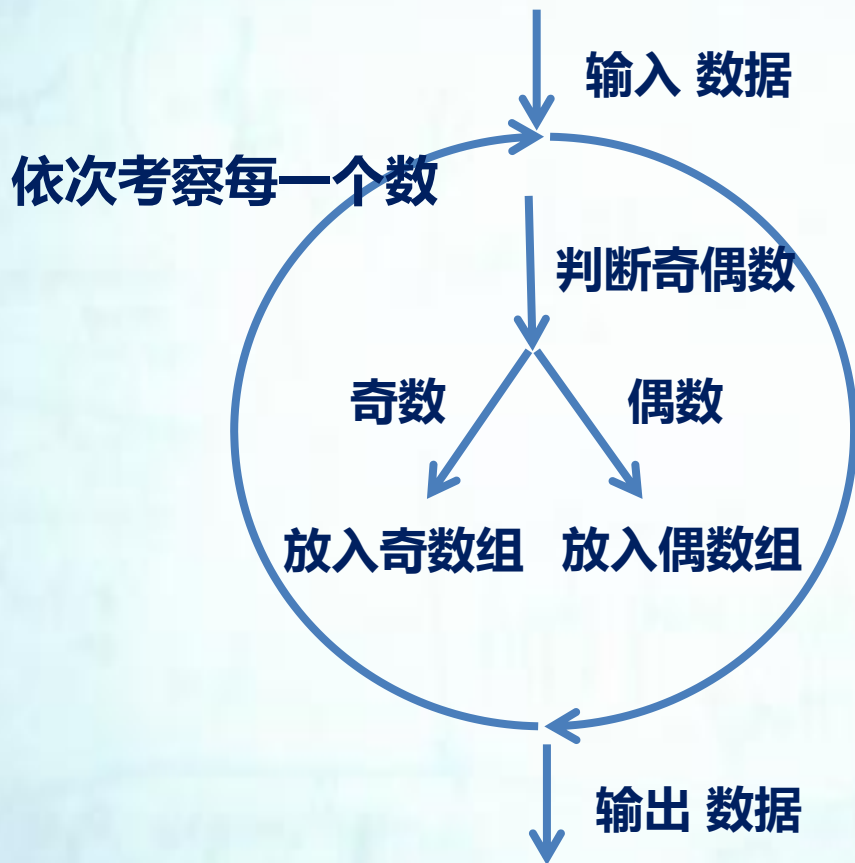 输入 数据
依次考察每一个数
判断奇偶数
奇数 偶数
放入奇数组 放入偶数组
输出 数据